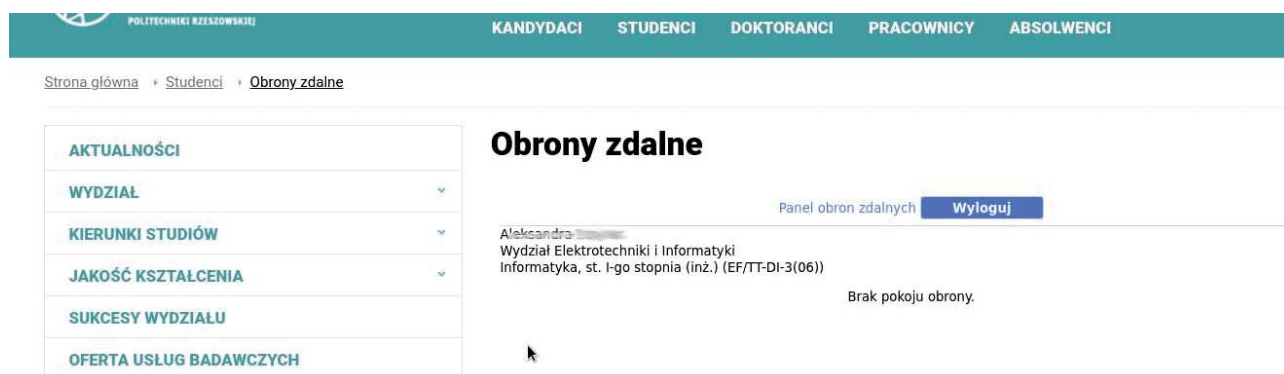 POLITECHNIKI RZESZOWSKIEJ
KANDYDACI STUDENCI DOKTORANCI PRACOWNICY ABSOLWENCI
Strona główna Studenci Obrony zdalne
AKTUALNOŚCI
WYDZIAŁ
KIERUNKI STUDIÓW
JAKOŚĆ KSZTAŁCENIA
SUKCESY WYDZIAŁU
OFERTA USŁUG BADAWCZYCH
Obrony zdalne
Panel obron zdalnych Wyloguj
Aleksandra
Wydział Elektrotechniki i Informatyki
Informatyka, st. I-go stopnia (inż.) (EF/TT-DI-3(06))
Brak pokoju obrony.